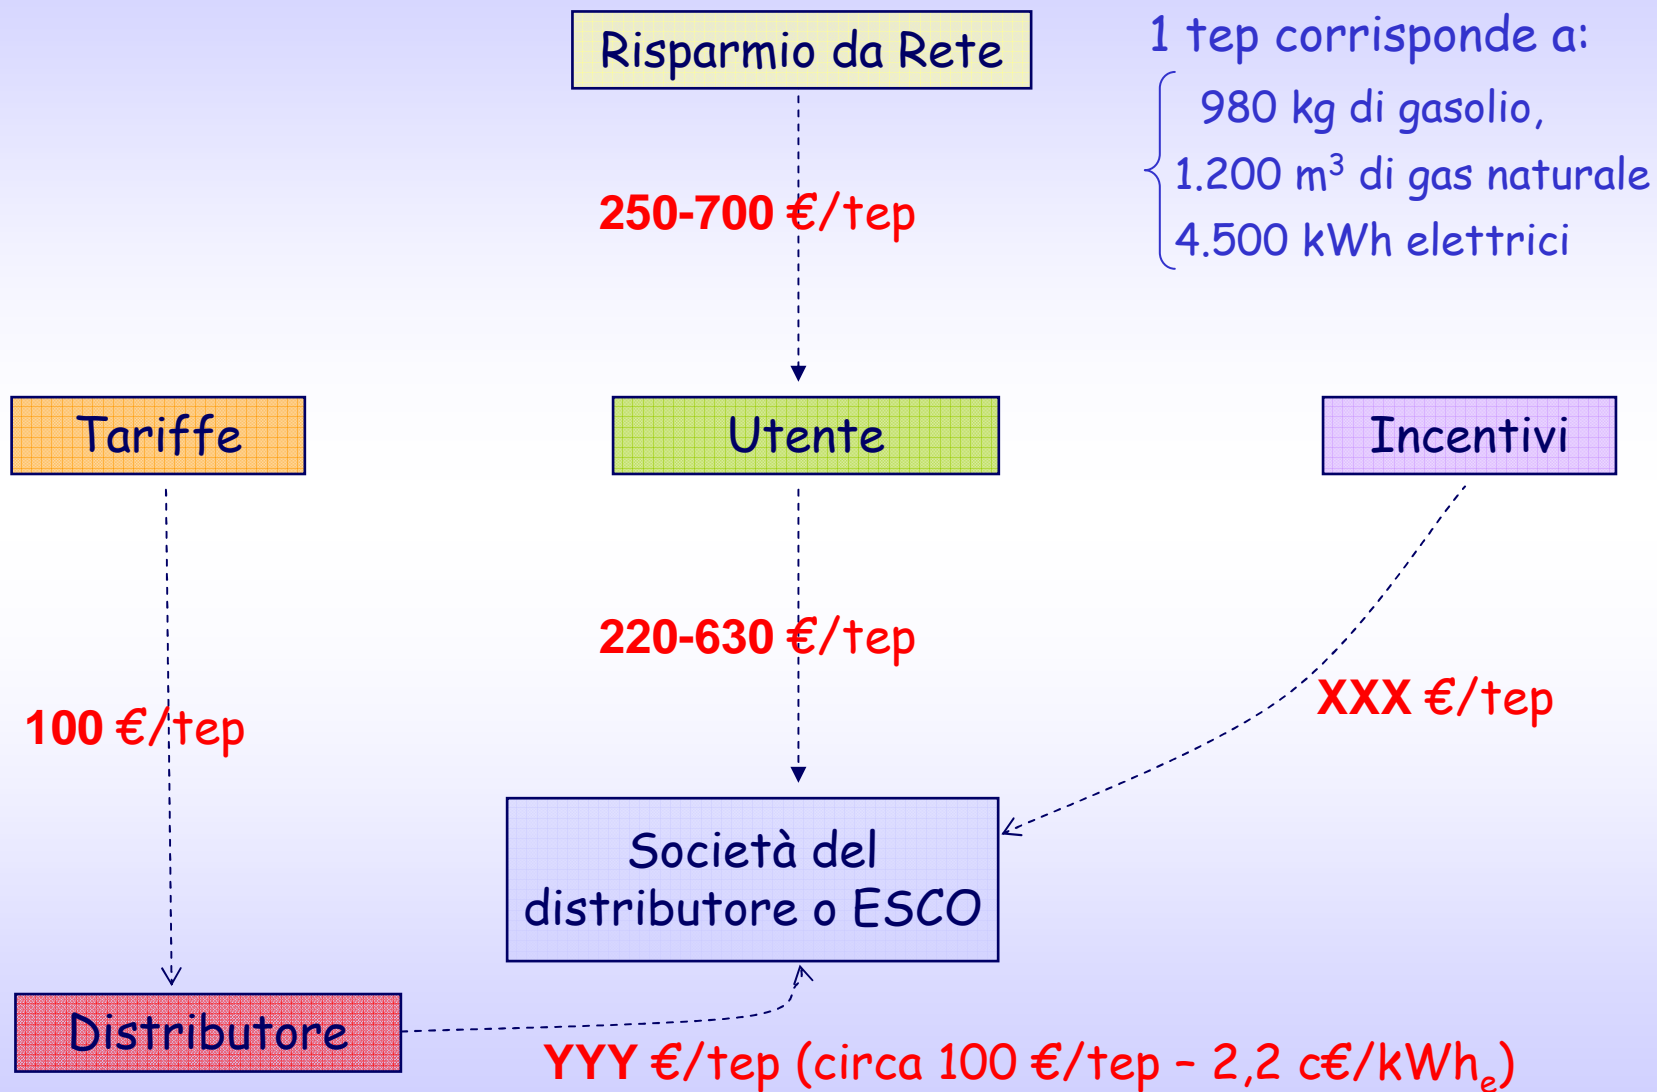 Risparmio da Rete
1 tep corrisponde a:
980 kg di gasolio,
1.200 m³ di gas naturale
4.500 kWh elettrici
250-700 €/tep
Tariffe
Utente
Incentivi
220-630 €/tep
XXX €/tep
100 €/tep
Società del
distributore o ESCO
Distributore
YYY €/tep (circa 100 €/tep – 2,2 c€/kWhₑ)